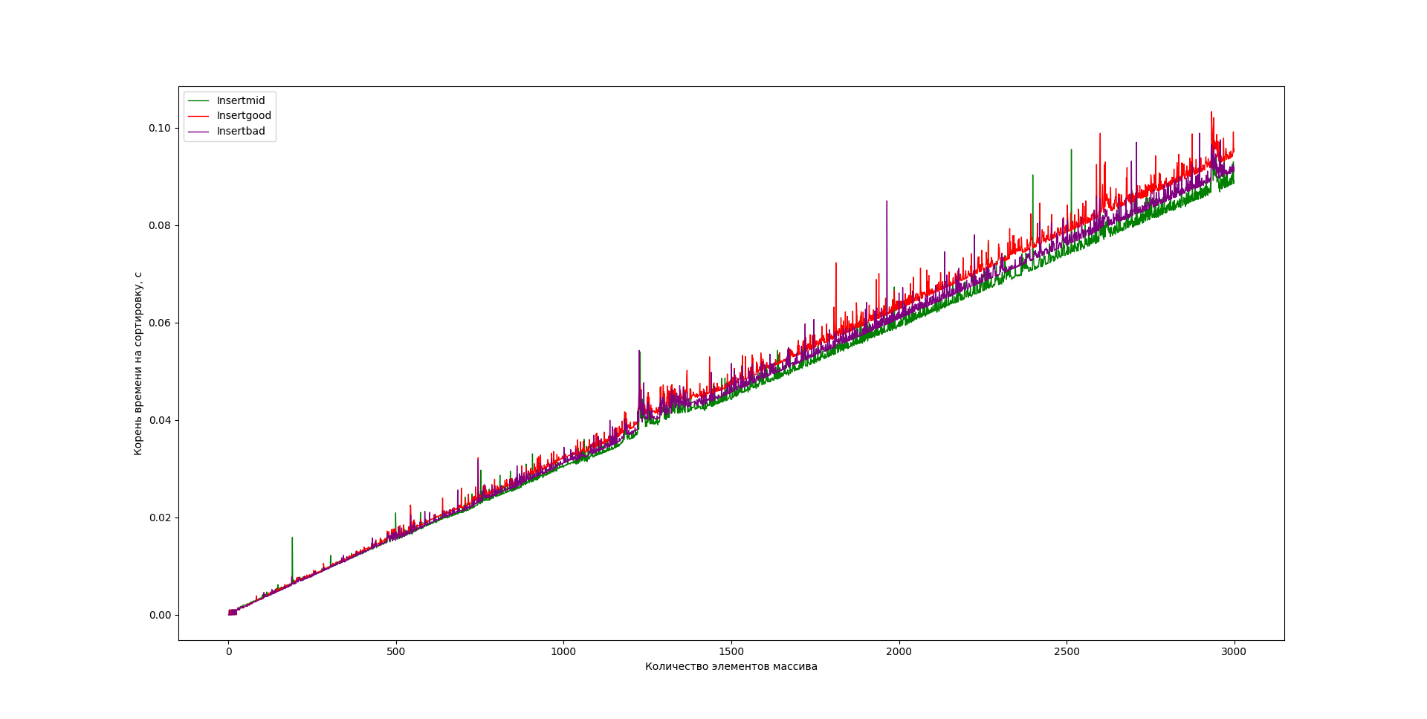 Insertmid
Insertgood
Insertbad
0.10
0.08
0.06
0.04
0.02
0.00
Корень времени на сортировку, с
0 500 1000 1500 2000 2500 3000
Количество элементов массива